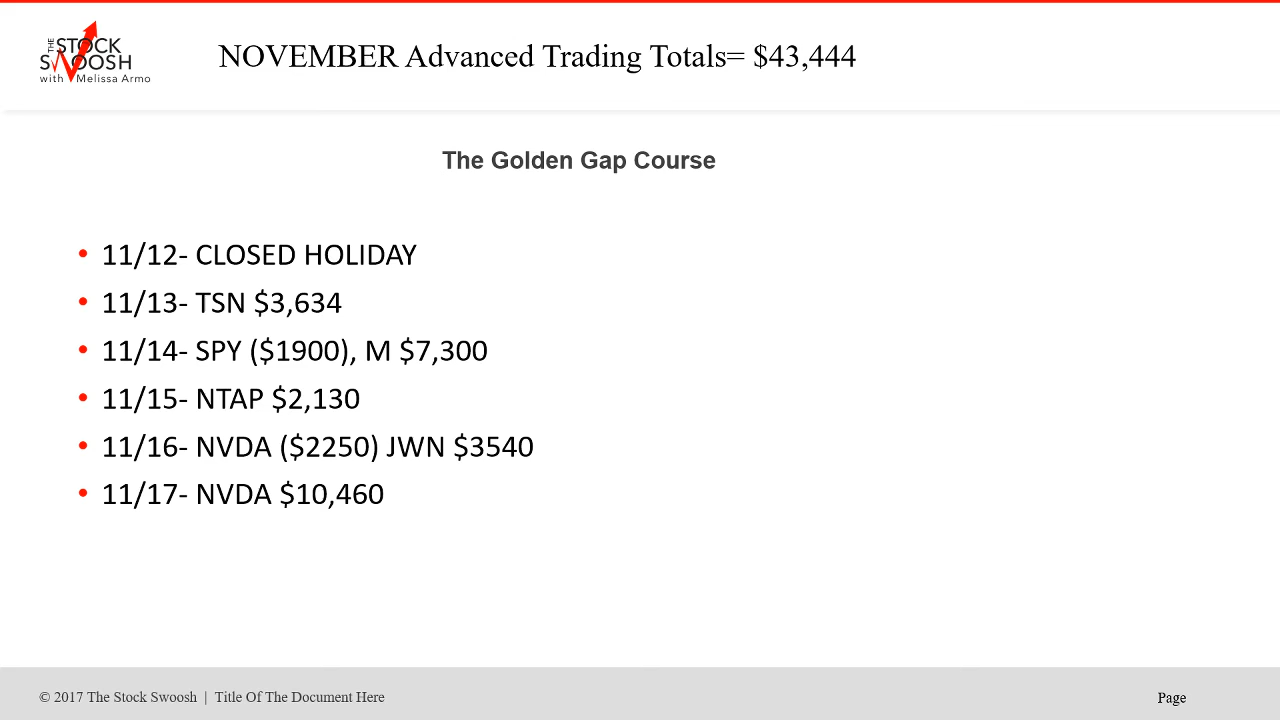 THE STOCK
SWOOSH
with Melissa Armo
NOVEMBER Advanced Trading Totals= $43,444
The Golden Gap Course
• 11/12- CLOSED HOLIDAY
• 11/13- TSN $3,634
• 11/14- SPY ($1900), M $7,300
• 11/15- NTAP $2,130
• 11/16- NVDA ($2250) JWN $3540
• 11/17- NVDA $10,460
© 2017 The Stock Swoosh | Title Of The Document Here
Page